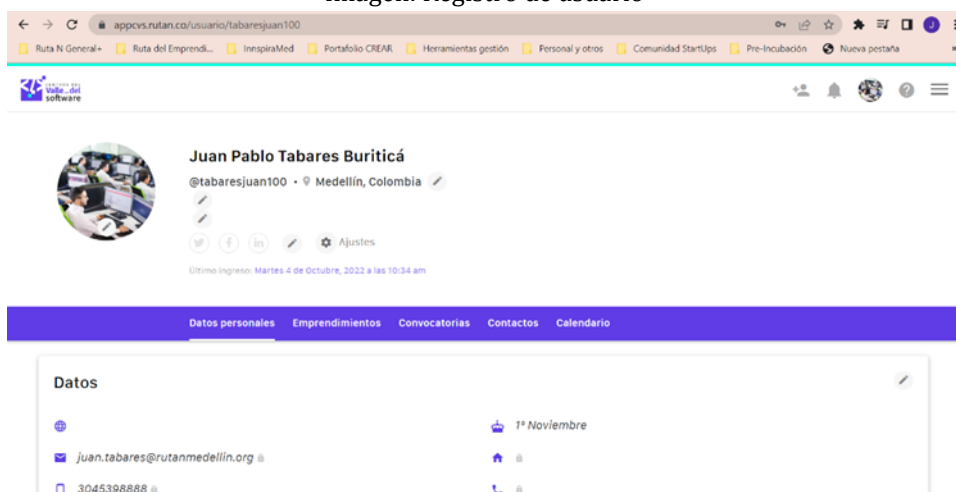 Imagen: Registro de usuario
appcvs.rutan.co/usuario/tabaresjuan100
Ruta N General+ Ruta del Emprendi... InnspiraMed Portafolio CREAR Herramientas gestión Personal y otros Comunidad StartUps Pre-Incubación Nueva pestaña
Valle_del
software
Juan Pablo Tabares Buriticá
@tabaresjuan100 • Medellín, Colombia
Ajustes
Último ingreso: Martes 4 de Octubre, 2022 a las 10:34 am
Datos personales Emprendimientos Convocatorias Contactos Calendario
Datos
1º Noviembre
juan.tabares@rutanmedellin.org
3045398888